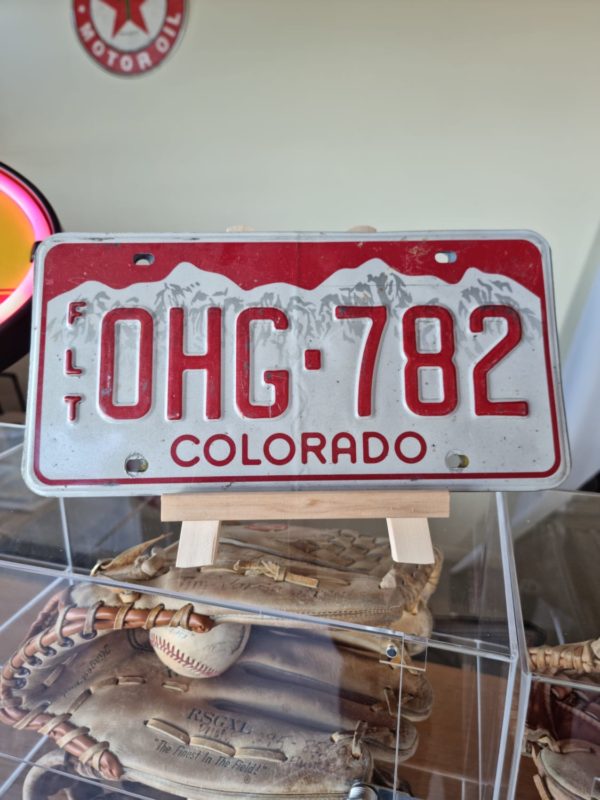 MOTOR OIL
FLT
OHG·782
COLORADO
RSGXL
"The Finest In The Field!"